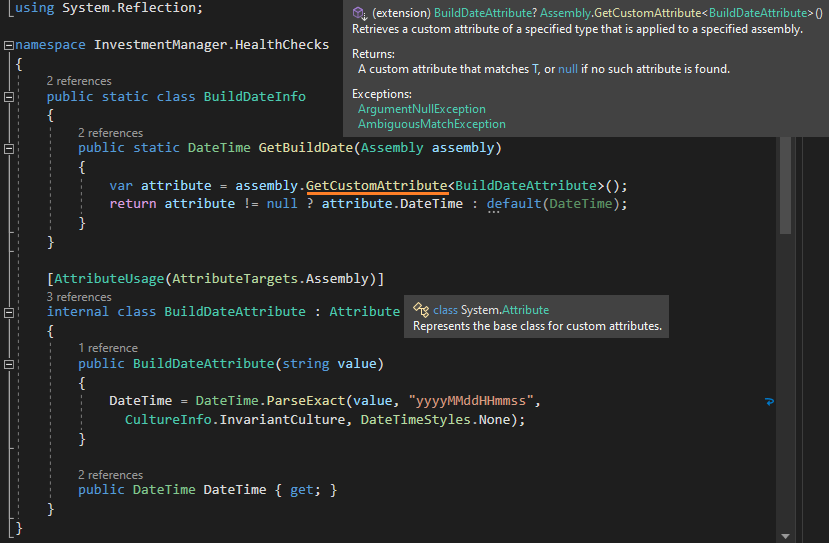 using System.Reflection;
(extension) BuildDateAttribute? Assembly.GetCustomAttribute<BuildDateAttribute>()
Retrieves a custom attribute of a specified type that is applied to a specified assembly.
Returns:
A custom attribute that matches T, or null if no such attribute is found.
Exceptions:
ArgumentNullException
AmbiguousMatchException
namespace InvestmentManager.HealthChecks
{
2 references
public static class BuildDateInfo
{
2 references
public static DateTime GetBuildDate(Assembly assembly)
{
var attribute = assembly.GetCustomAttribute<BuildDateAttribute>();
return attribute != null ? attribute.DateTime : default(DateTime);
}
}
[AttributeUsage(AttributeTargets.Assembly)]
3 references
internal class BuildDateAttribute : Attribute
class System.Attribute
Represents the base class for custom attributes.
{
1 reference
public BuildDateAttribute(string value)
{
DateTime = DateTime.ParseExact(value, "yyyyMMddHHmmss",
CultureInfo.InvariantCulture, DateTimeStyles.None);
}
2 references
public DateTime DateTime { get; }
}
}